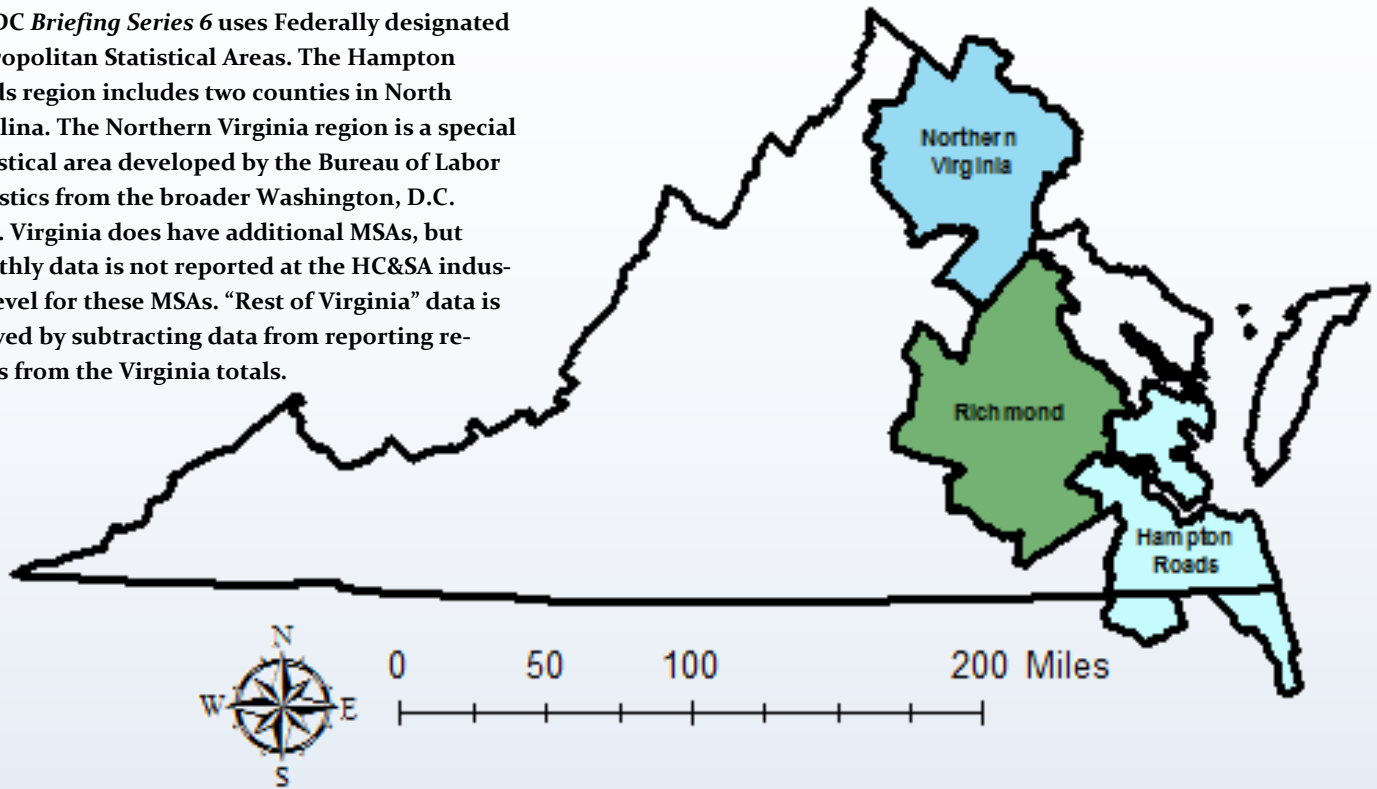 DC Briefing Series 6 uses Federally designated
ropolitan Statistical Areas. The Hampton
ds region includes two counties in North
lina. The Northern Virginia region is a special
stical area developed by the Bureau of Labor
stics from the broader Washington, D.C.
. Virginia does have additional MSAs, but
thly data is not reported at the HC&SA indus-
evel for these MSAs. “Rest of Virginia” data is
ved by subtracting data from reporting re-
s from the Virginia totals.
Northern
Virginia
Richmond
Hampton
Roads
N
W E
S
0 50 100 200 Miles